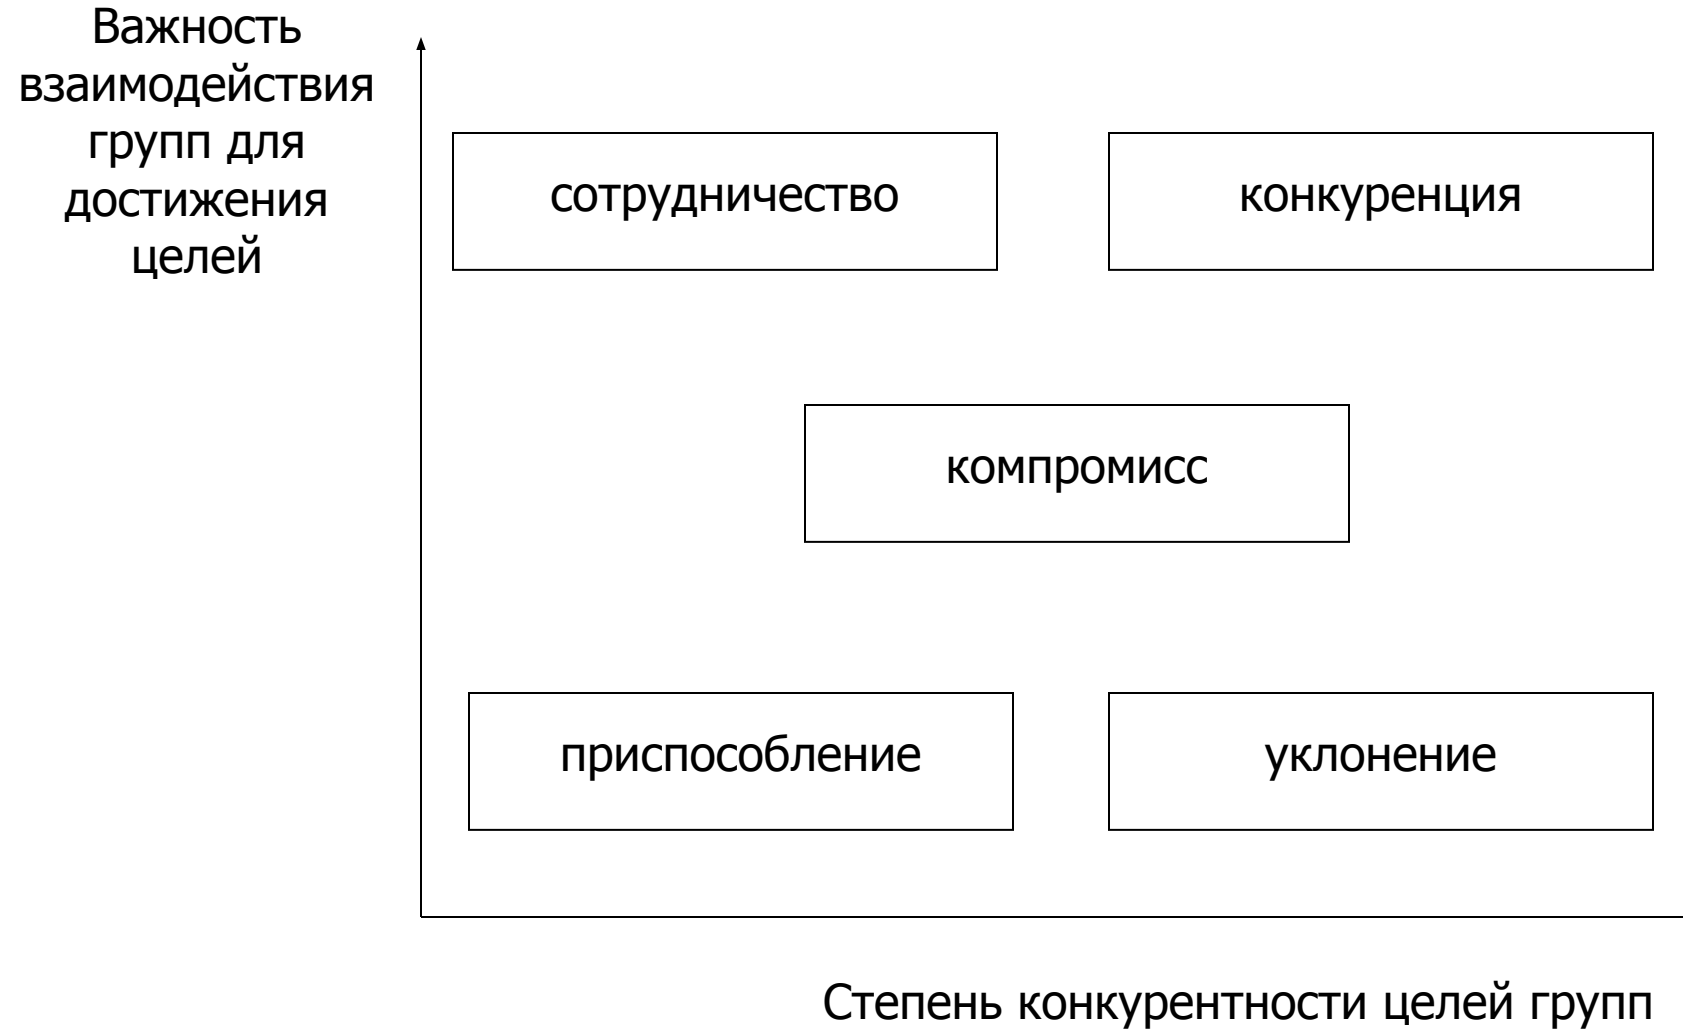 Важность
взаимодействия
групп для
достижения
целей
сотрудничество
конкуренция
компромисс
приспособление
уклонение
Степень конкурентности целей групп